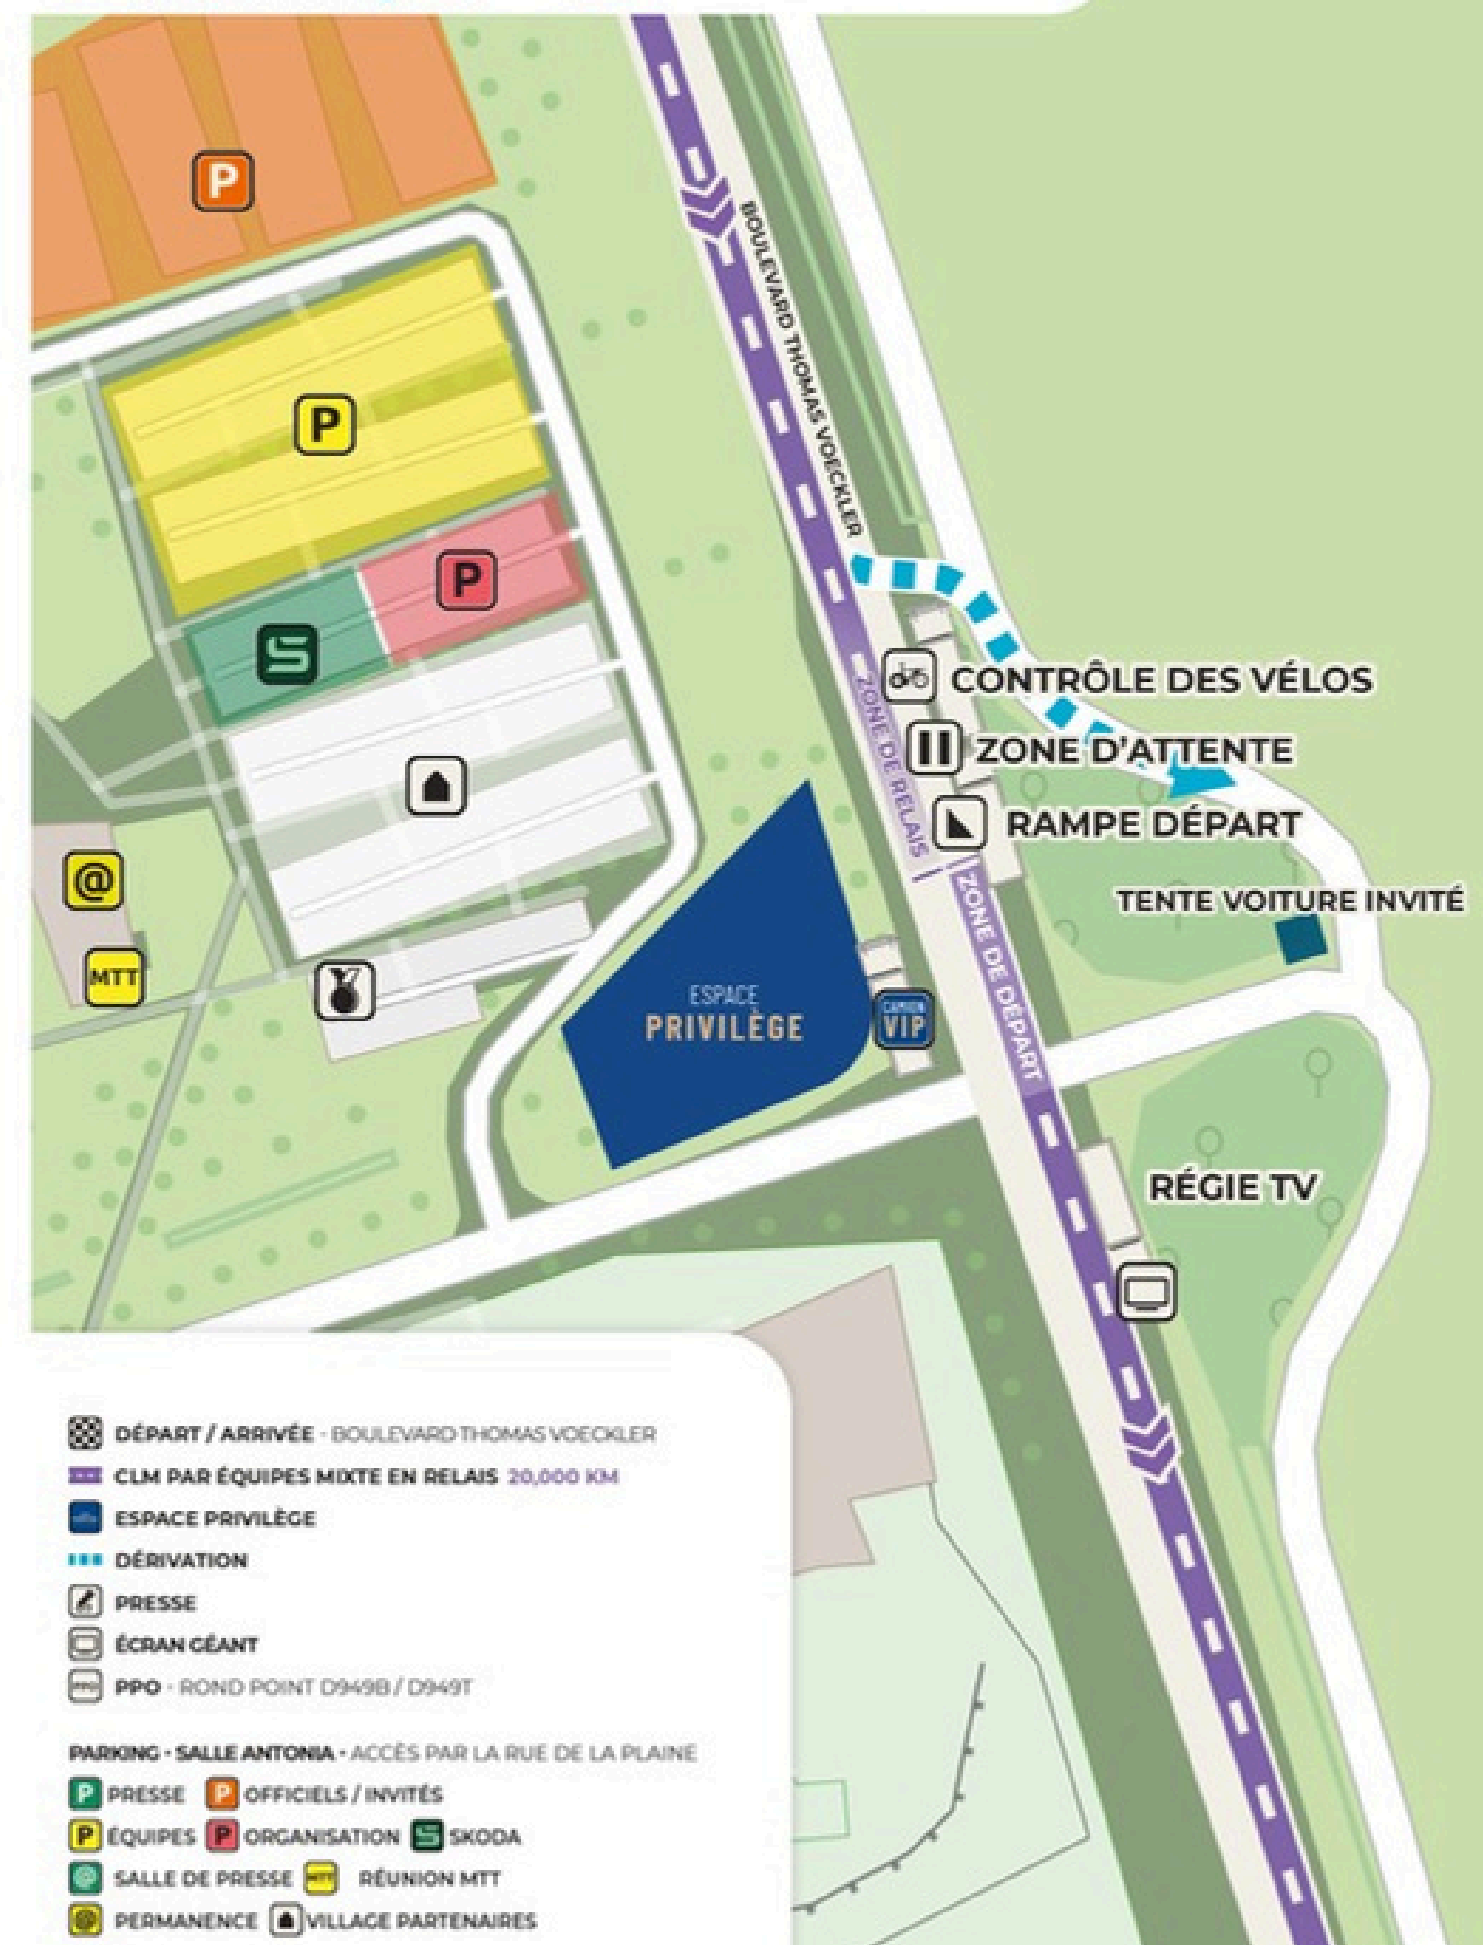 P
BOULEVARD THOMAS VOECKLER
P
P
CONTRÔLE DES VÉLOS
ZONE D'ATTENTE
ZONE DE RELAIS
RAMPE DÉPART
@
TENTE VOITURE INVITÉ
ZONE DE DÉPART
MTT
ESPACE
PRIVILÈGE
CAMION
VIP
RÉGIE TV
DÉPART / ARRIVÉE - BOULEVARD THOMAS VOECKLER
CLM PAR ÉQUIPES MIXTE EN RELAIS 20,000 KM
ESPACE PRIVILÈGE
DÉRIVATION
PRESSE
ÉCRAN GÉANT
PPO PPO - ROND POINT D949B / D949T
PARKING - SALLE ANTONIA - ACCÈS PAR LA RUE DE LA PLAINE
P PRESSE P OFFICIELS / INVITÉS
P ÉQUIPES P ORGANISATION SKODA
@ SALLE DE PRESSE MTT RÉUNION MTT
@ PERMANENCE VILLAGE PARTENAIRES